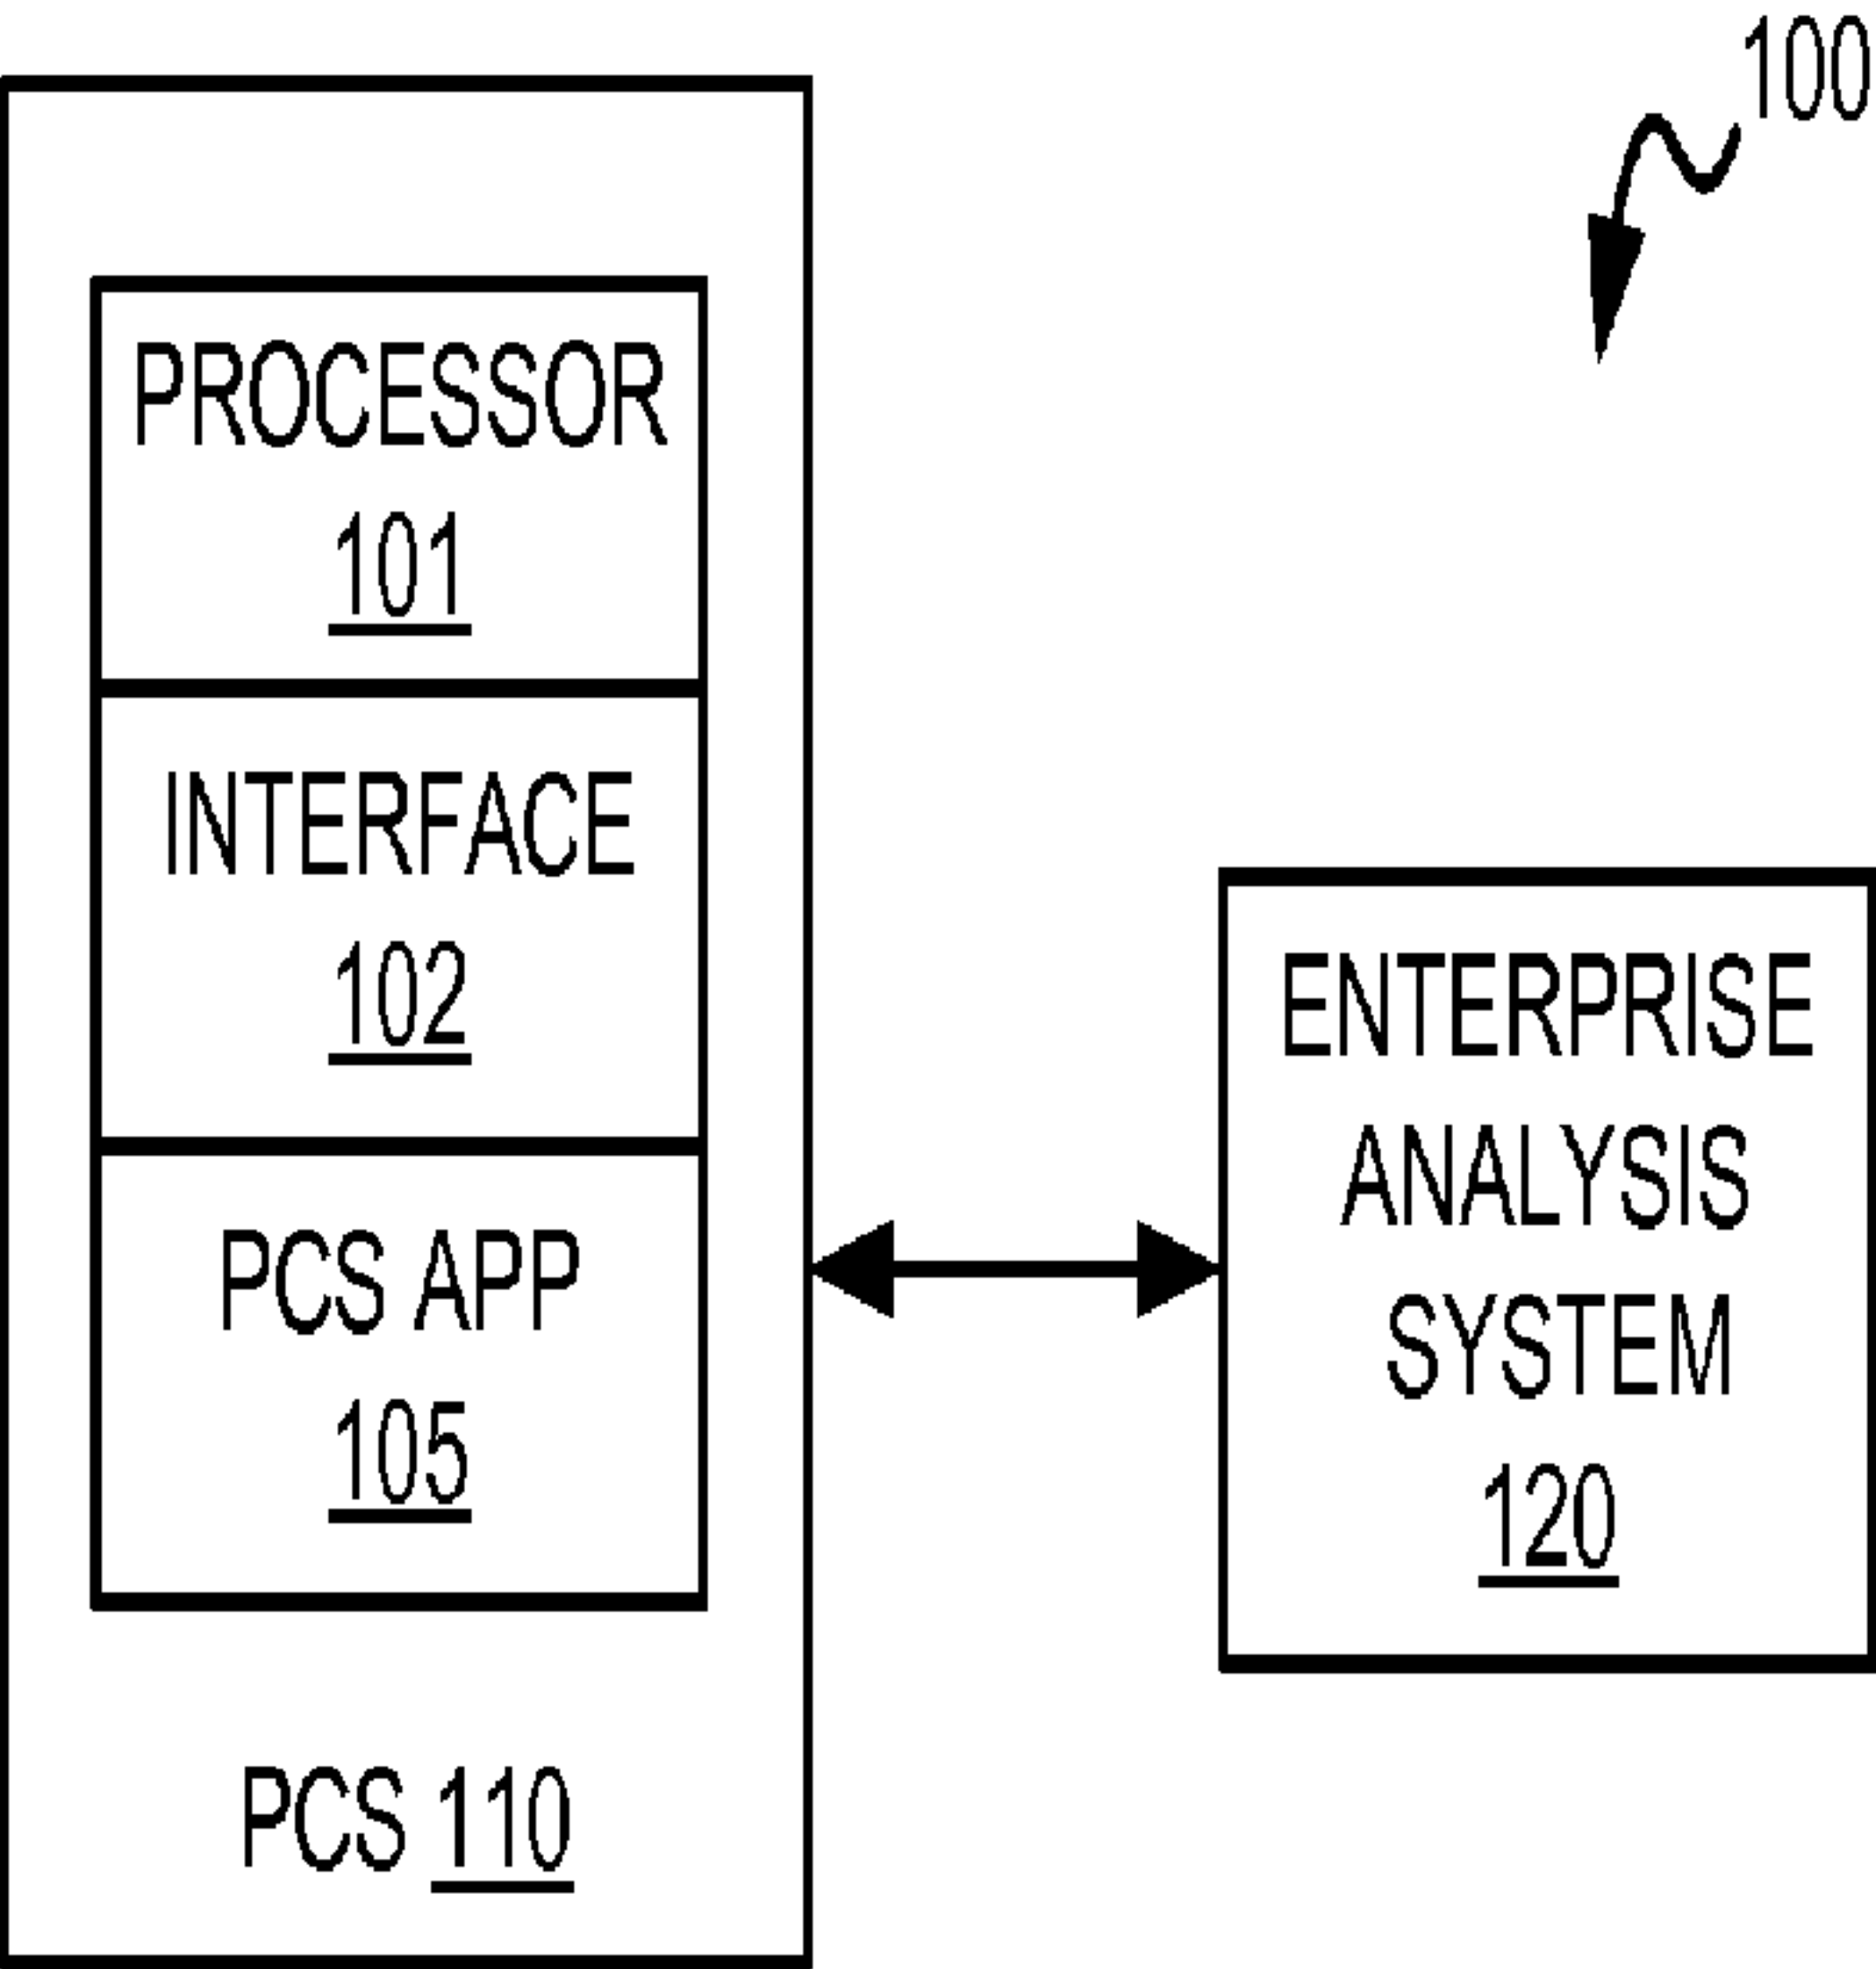 100
PROCESSOR
101
INTERFACE
102
PCS APP
105
PCS 110
ENTERPRISE
ANALYSIS
SYSTEM
120